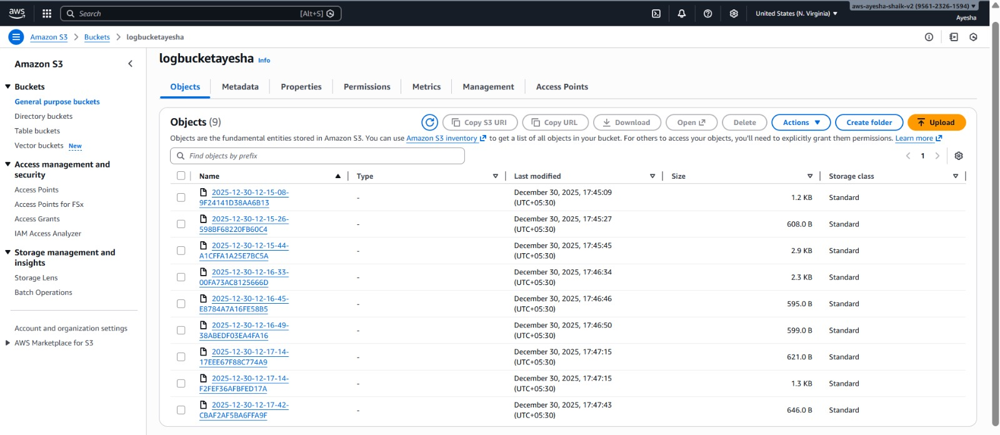 aws
Search [Alt+S]
United States (N. Virginia)
aws-ayesha-shaik-v2 (9561-2326-1594)
Ayesha
Amazon S3
Buckets
logbucketayesha
Amazon S3
Buckets
General purpose buckets
Directory buckets
Table buckets
Vector buckets New
Access management and
security
Access Points
Access Points for FSx
Access Grants
IAM Access Analyzer
Storage management and
insights
Storage Lens
Batch Operations
Account and organization settings
AWS Marketplace for S3
logbucketayesha Info
Objects
Metadata
Properties
Permissions
Metrics
Management
Access Points
Objects (9)
Copy S3 URI
Copy URL
Download
Open
Delete
Actions
Create folder
Upload
Objects are the fundamental entities stored in Amazon S3. You can use Amazon S3 inventory to get a list of all objects in your bucket. For others to access your objects, you'll need to explicitly grant them permissions. Learn more
Find objects by prefix
1
Name
Type
Last modified
Size
Storage class
2025-12-30-12-15-08-
9F24141D38AA6B13
-
December 30, 2025, 17:45:09
(UTC+05:30)
1.2 KB
Standard
2025-12-30-12-15-26-
598BF68220FB60C4
-
December 30, 2025, 17:45:27
(UTC+05:30)
608.0 B
Standard
2025-12-30-12-15-44-
A1CFFA1A25E7BC5A
-
December 30, 2025, 17:45:45
(UTC+05:30)
2.9 KB
Standard
2025-12-30-12-16-33-
00FA73AC8125666D
-
December 30, 2025, 17:46:34
(UTC+05:30)
2.3 KB
Standard
2025-12-30-12-16-45-
E8784A7A16FE58B5
-
December 30, 2025, 17:46:46
(UTC+05:30)
595.0 B
Standard
2025-12-30-12-16-49-
38ABEDF03EA4FA16
-
December 30, 2025, 17:46:50
(UTC+05:30)
599.0 B
Standard
2025-12-30-12-17-14-
17EEE67F88C774A9
-
December 30, 2025, 17:47:15
(UTC+05:30)
621.0 B
Standard
2025-12-30-12-17-14-
F2FEF36AFBFED17A
-
December 30, 2025, 17:47:15
(UTC+05:30)
1.3 KB
Standard
2025-12-30-12-17-42-
CBAF2AF5BA6FFA9F
-
December 30, 2025, 17:47:43
(UTC+05:30)
646.0 B
Standard